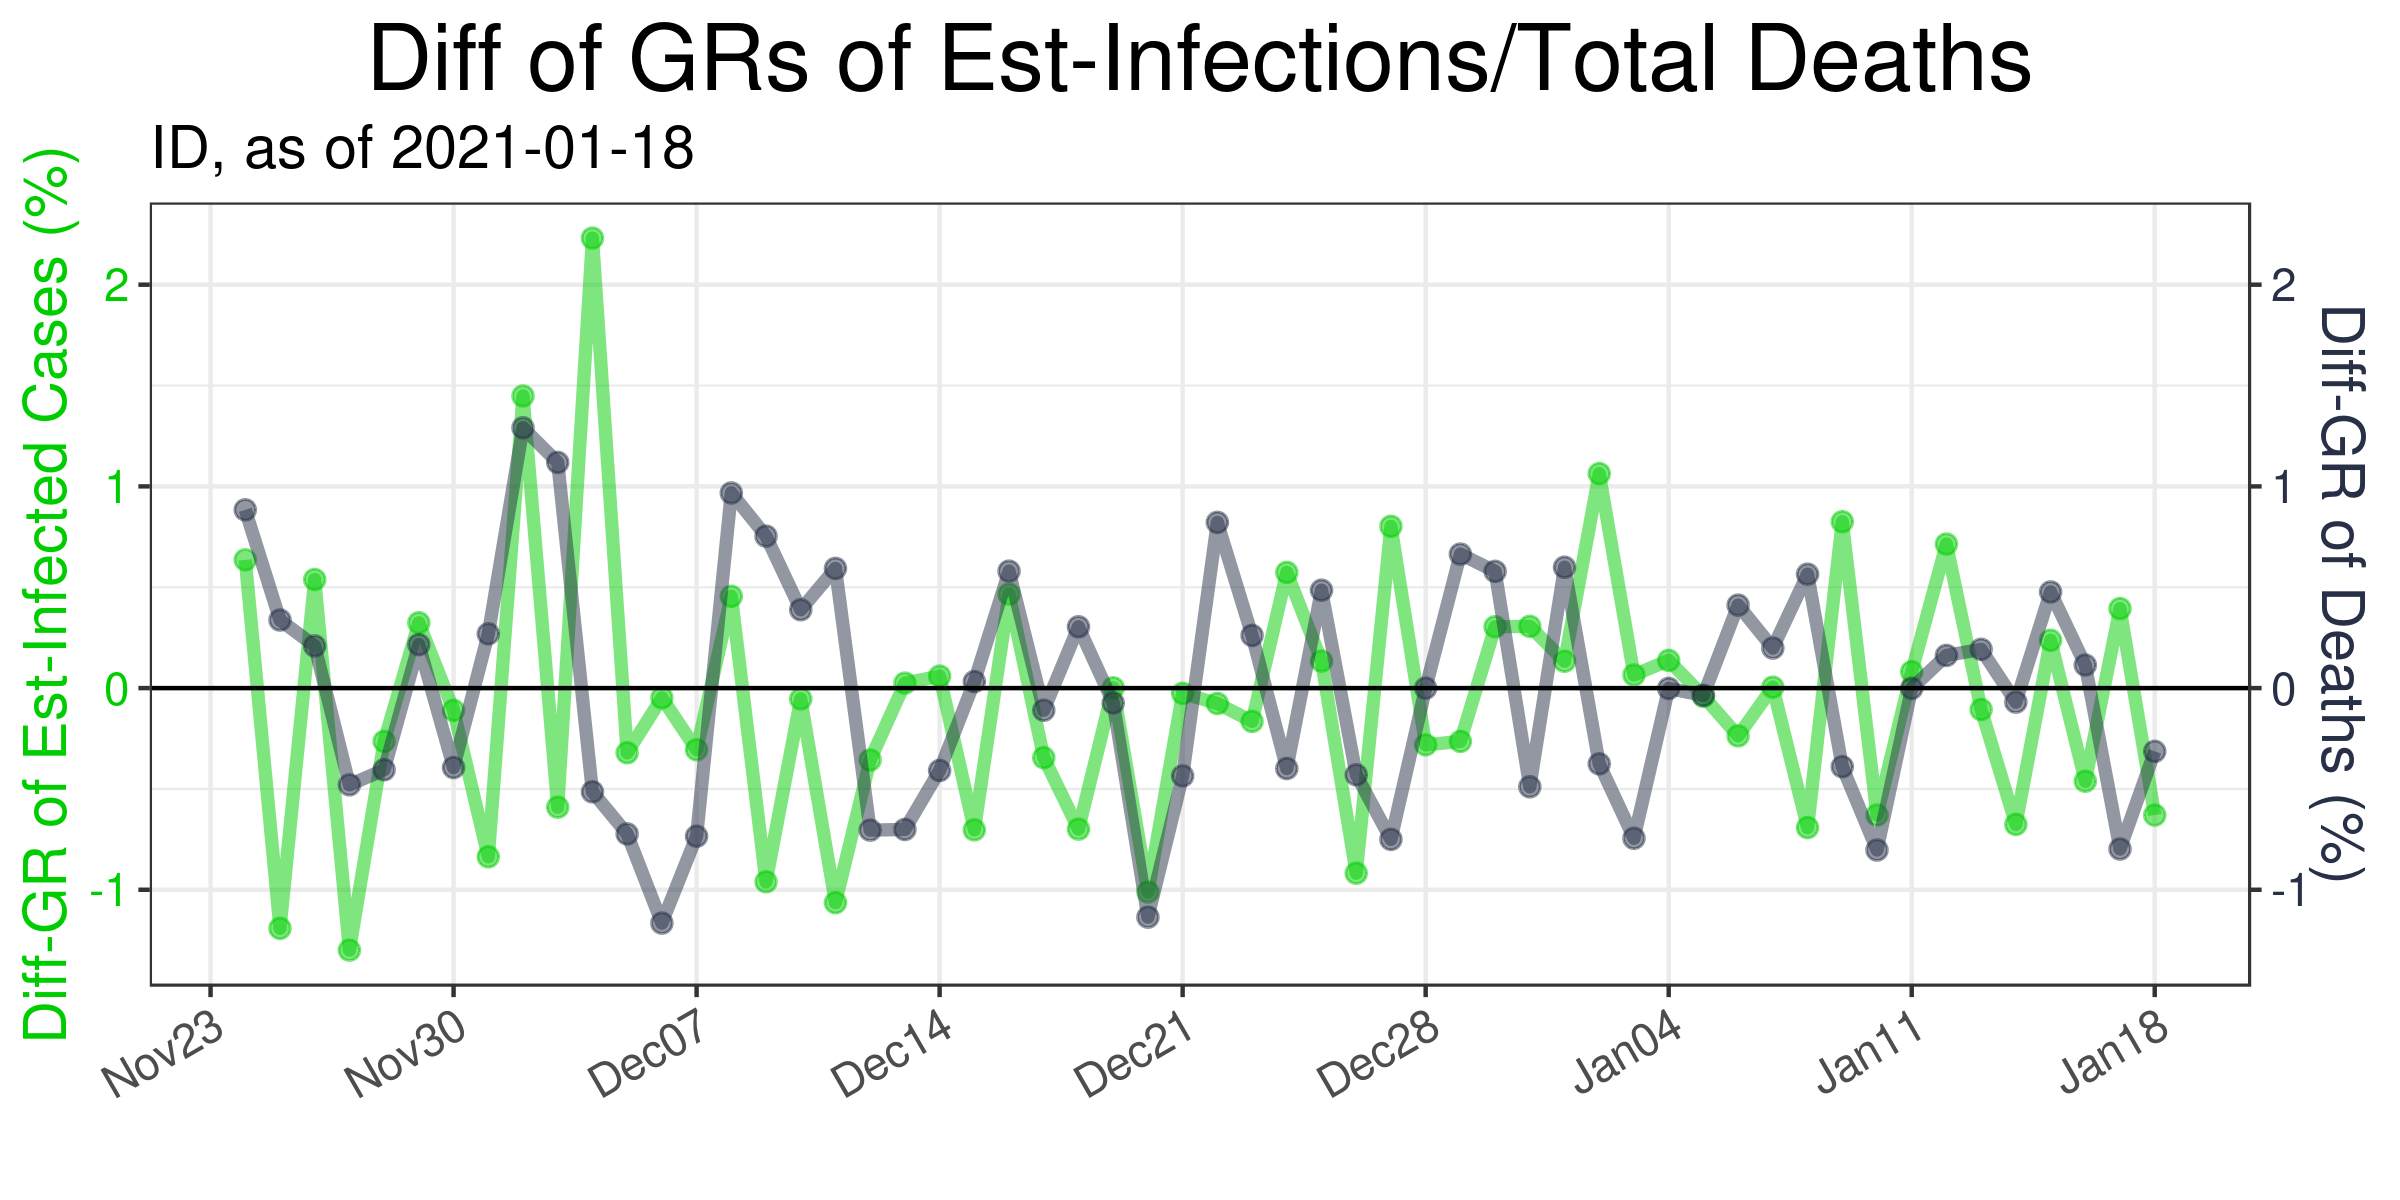 Diff of GRs of Est-Infections/Total Deaths
ID, as of 2021-01-18
Diff-GR of Est-Infected Cases (%)
2
1
0
-1
2
1
0
-1
Diff-GR of Deaths (%)
Nov23
Nov30
Dec07
Dec14
Dec21
Dec28
Jan04
Jan11
Jan18